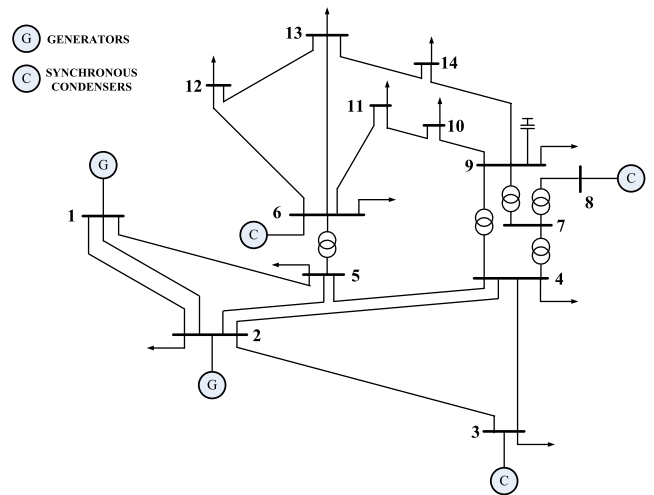 G GENERATORS
C SYNCHRONOUS
CONDENSERS
13
14
12
11
10
9
G
C
8
1
6
7
C
5
4
2
G
3
C